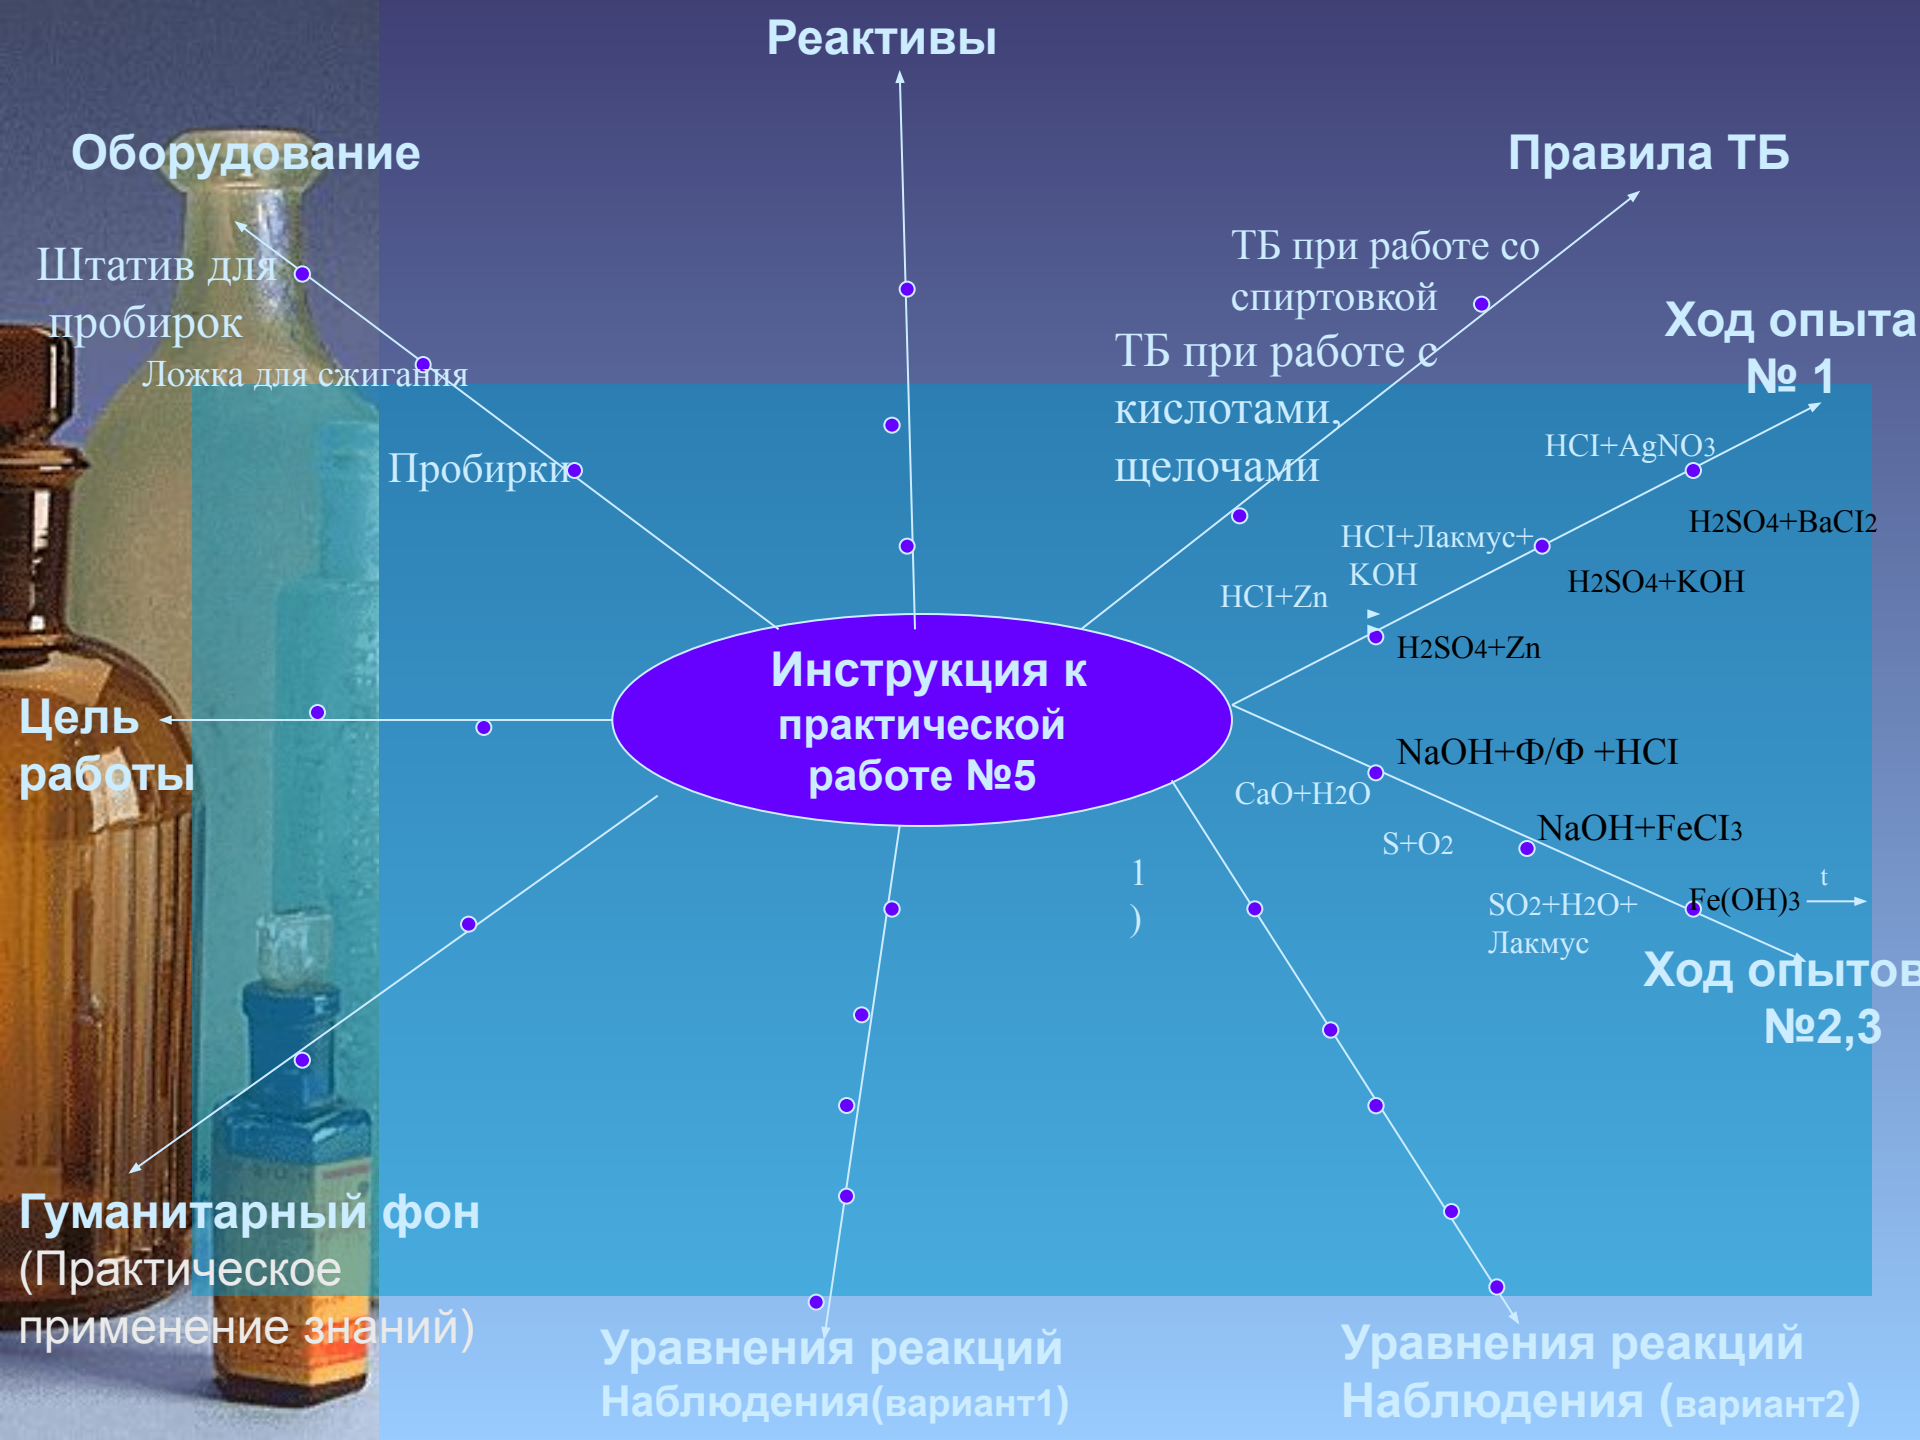 Реактивы
Оборудование
Правила ТБ
Штатив для
пробирок
Ложка для сжигания
Пробирки
ТБ при работе со
спиртовкой
ТБ при работе с
кислотами,
щелочами
Ход опыта
№ 1
HCI+AgNO3
H2SO4+BaCI2
HCI+Лакмус+
KOH
H2SO4+KOH
HCI+Zn
H2SO4+Zn
Инструкция к
практической
работе №5
Цель
работы
NaOH+Ф/Ф +HCI
CaO+H2O
NaOH+FeCI3
S+O2
1
)
t
Fe(OH)3
SO2+H2O+
Лакмус
Ход опытов
№2,3
Гуманитарный фон
(Практическое
применение знаний)
Уравнения реакций
Наблюдения(вариант1)
Уравнения реакций
Наблюдения (вариант2)